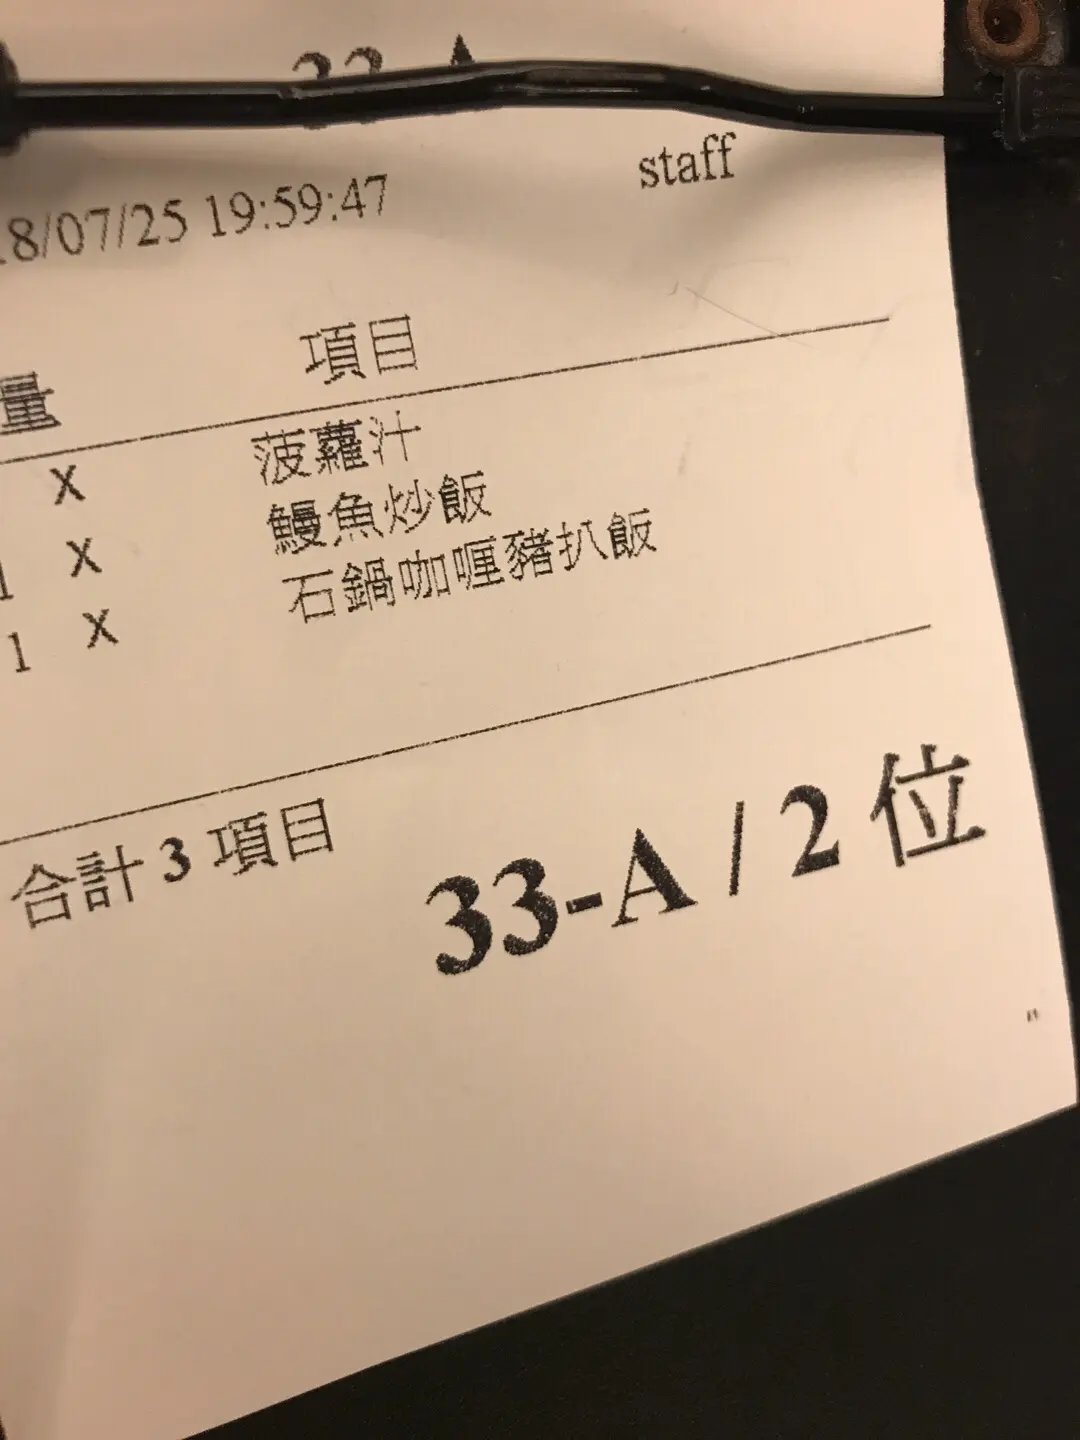 33-A
18/07/25 19:59:47 staff
量 項目
X 菠蘿汁
1 X 鰻魚炒飯
1 X 石鍋咖喱豬扒飯
合計 3 項目
33-A / 2 位